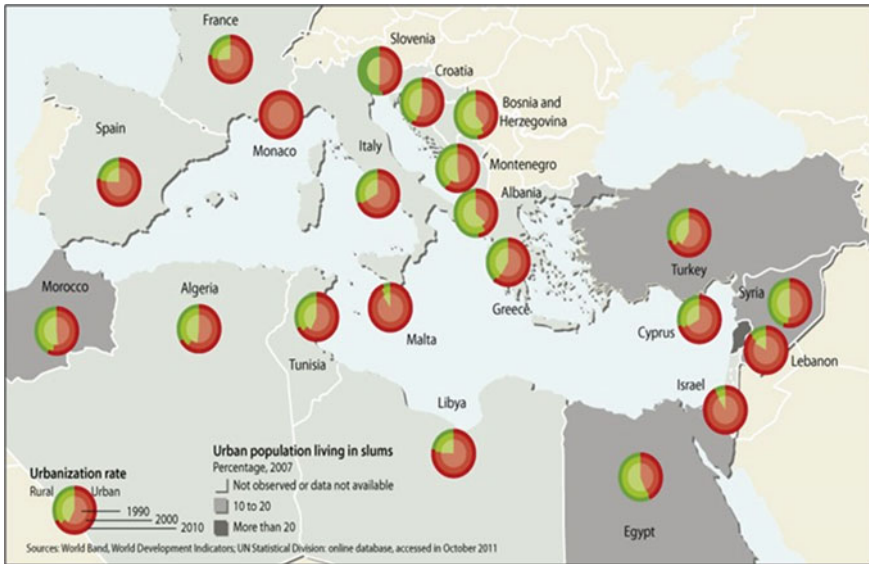 France
Slovenia
Croatia
Bosnia and
Herzegovina
Spain
Monaco
Italy
Montenegro
Albania
Turkey
Greece
Morocco
Algeria
Tunisia
Malta
Cyprus
Syria
Lebanon
Israel
Libya
Egypt
Urbanization rate
Rural Urban
1990
2000
2010
Urban population living in slums
Percentage, 2007
Not observed or data not available
10 to 20
More than 20
Sources: World Band, World Development Indicators; UN Statistical Division: online database, accessed in October 2011